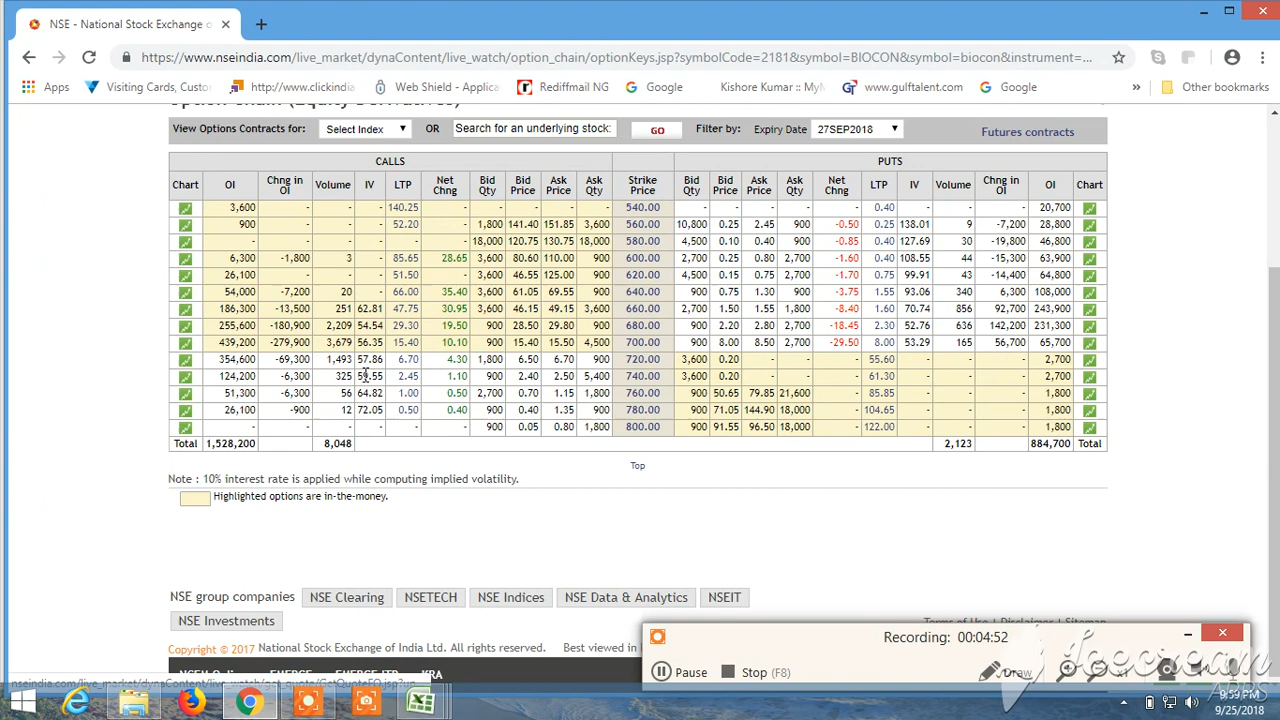 NSE - National Stock Exchange o
https://www.nseindia.com/live_market/dynaContent/live_watch/option_chain/optionKeys.jsp?symbolCode=2181&symbol=BIOCON&symbol=biocon&instrument=...
Apps Visiting Cards, Custo http://www.clickindia Web Shield - Applica Rediffmail NG Google Kishore Kumar :: My www.gulftalent.com Google » Other bookmarks
Option Chain (Equity Derivatives)
View Options Contracts for: Select Index OR Search for an underlying stock: GO Filter by: Expiry Date 27SEP2018 Futures contracts
CALLS PUTS
Chart OI Chng in OI Volume IV LTP Net Chng Bid Qty Bid Price Ask Price Ask Qty Strike Price Bid Qty Bid Price Ask Price Ask Qty Net Chng LTP IV Volume Chng in OI OI Chart
3,600 - - - 140.25 - - - - - 540.00 - - - - - 0.40 - - - 20,700
900 - - - 52.20 - 1,800 141.40 151.85 3,600 560.00 10,800 0.25 2.45 900 -0.50 0.25 138.01 9 -7,200 28,800
- - - - - - 18,000 120.75 130.75 18,000 580.00 4,500 0.10 0.40 900 -0.85 0.40 127.69 30 -19,800 46,800
6,300 -1,800 3 - 85.65 28.65 3,600 80.60 110.00 900 600.00 2,700 0.25 0.80 2,700 -1.60 0.40 108.55 44 -15,300 63,900
26,100 - - - 51.50 - 3,600 46.55 125.00 900 620.00 4,500 0.15 0.75 2,700 -1.70 0.75 99.91 43 -14,400 64,800
54,000 -7,200 20 - 66.00 35.40 3,600 61.05 69.55 900 640.00 900 0.75 1.30 900 -3.75 1.55 93.06 340 6,300 108,000
186,300 -13,500 251 62.81 47.75 30.95 3,600 46.15 49.15 3,600 660.00 2,700 1.50 1.55 1,800 -8.40 1.60 70.74 856 92,700 243,900
255,600 -180,900 2,209 54.54 29.30 19.50 900 28.50 29.80 900 680.00 900 2.20 2.80 900 -18.45 2.30 52.76 636 142,200 231,300
439,200 -279,900 3,679 56.35 15.40 10.10 900 15.40 15.50 4,500 700.00 900 8.00 8.50 2,700 -29.50 8.00 53.29 165 56,700 65,700
354,600 -69,300 1,493 57.86 6.70 4.30 1,800 6.50 6.70 900 720.00 3,600 0.20 - - - 55.60 - - - 2,700
124,200 -6,300 325 2.45 1.10 900 2.40 2.50 5,400 740.00 3,600 0.20 - - - 61.30 - - - 2,700
51,300 -6,300 56 64.82 1.00 0.50 2,700 0.70 1.15 1,800 760.00 900 50.65 79.85 21,600 - 85.85 - - - 1,800
26,100 -900 12 72.05 0.50 0.40 900 0.40 1.35 900 780.00 900 71.05 144.90 18,000 - 104.65 - - - 1,800
- - - - - - 900 0.05 0.80 1,800 800.00 900 91.55 96.50 18,000 - 122.00 - - - 1,800
Total 1,528,200 8,048 2,123 884,700 Total
Top
Note : 10% interest rate is applied while computing implied volatility.
Highlighted options are in-the-money.
NSE group companies NSE Clearing NSETECH NSE Indices NSE Data & Analytics NSEIT
NSE Investments
Terms of Use | Disclaimer | Sitemap
Copyright © 2017 National Stock Exchange of India Ltd. All rights reserved. Best viewed in
Recording: 00:04:52
Pause Stop (F8) Draw
icecream
APPS
KRA
nseindia.com/live_market/dynaContent/live_watch/get_quote/GetQuoteFO.jsp?un
9:59 PM
9/25/2018